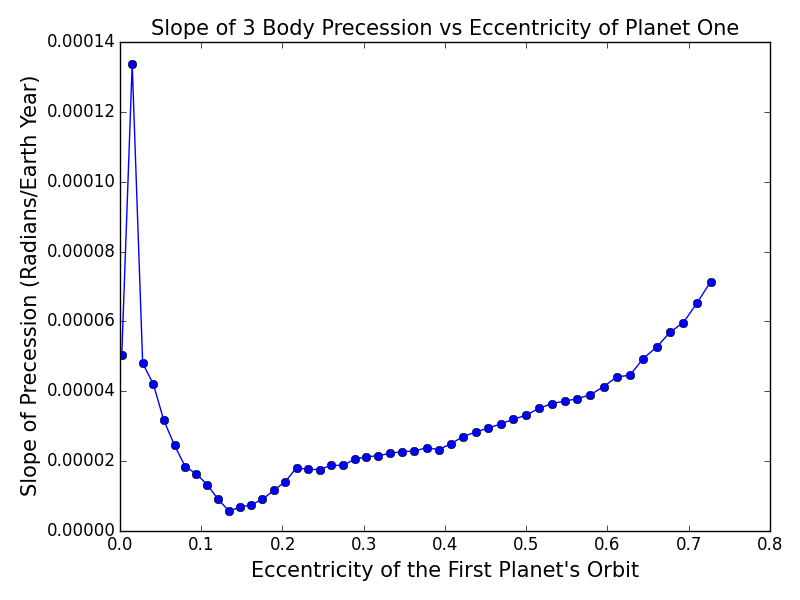 Slope of 3 Body Precession vs Eccentricity of Planet One
0.00014
0.00012
0.00010
0.00008
0.00006
0.00004
0.00002
0.00000
Slope of Precession (Radians/Earth Year)
0.0 0.1 0.2 0.3 0.4 0.5 0.6 0.7 0.8
Eccentricity of the First Planet's Orbit